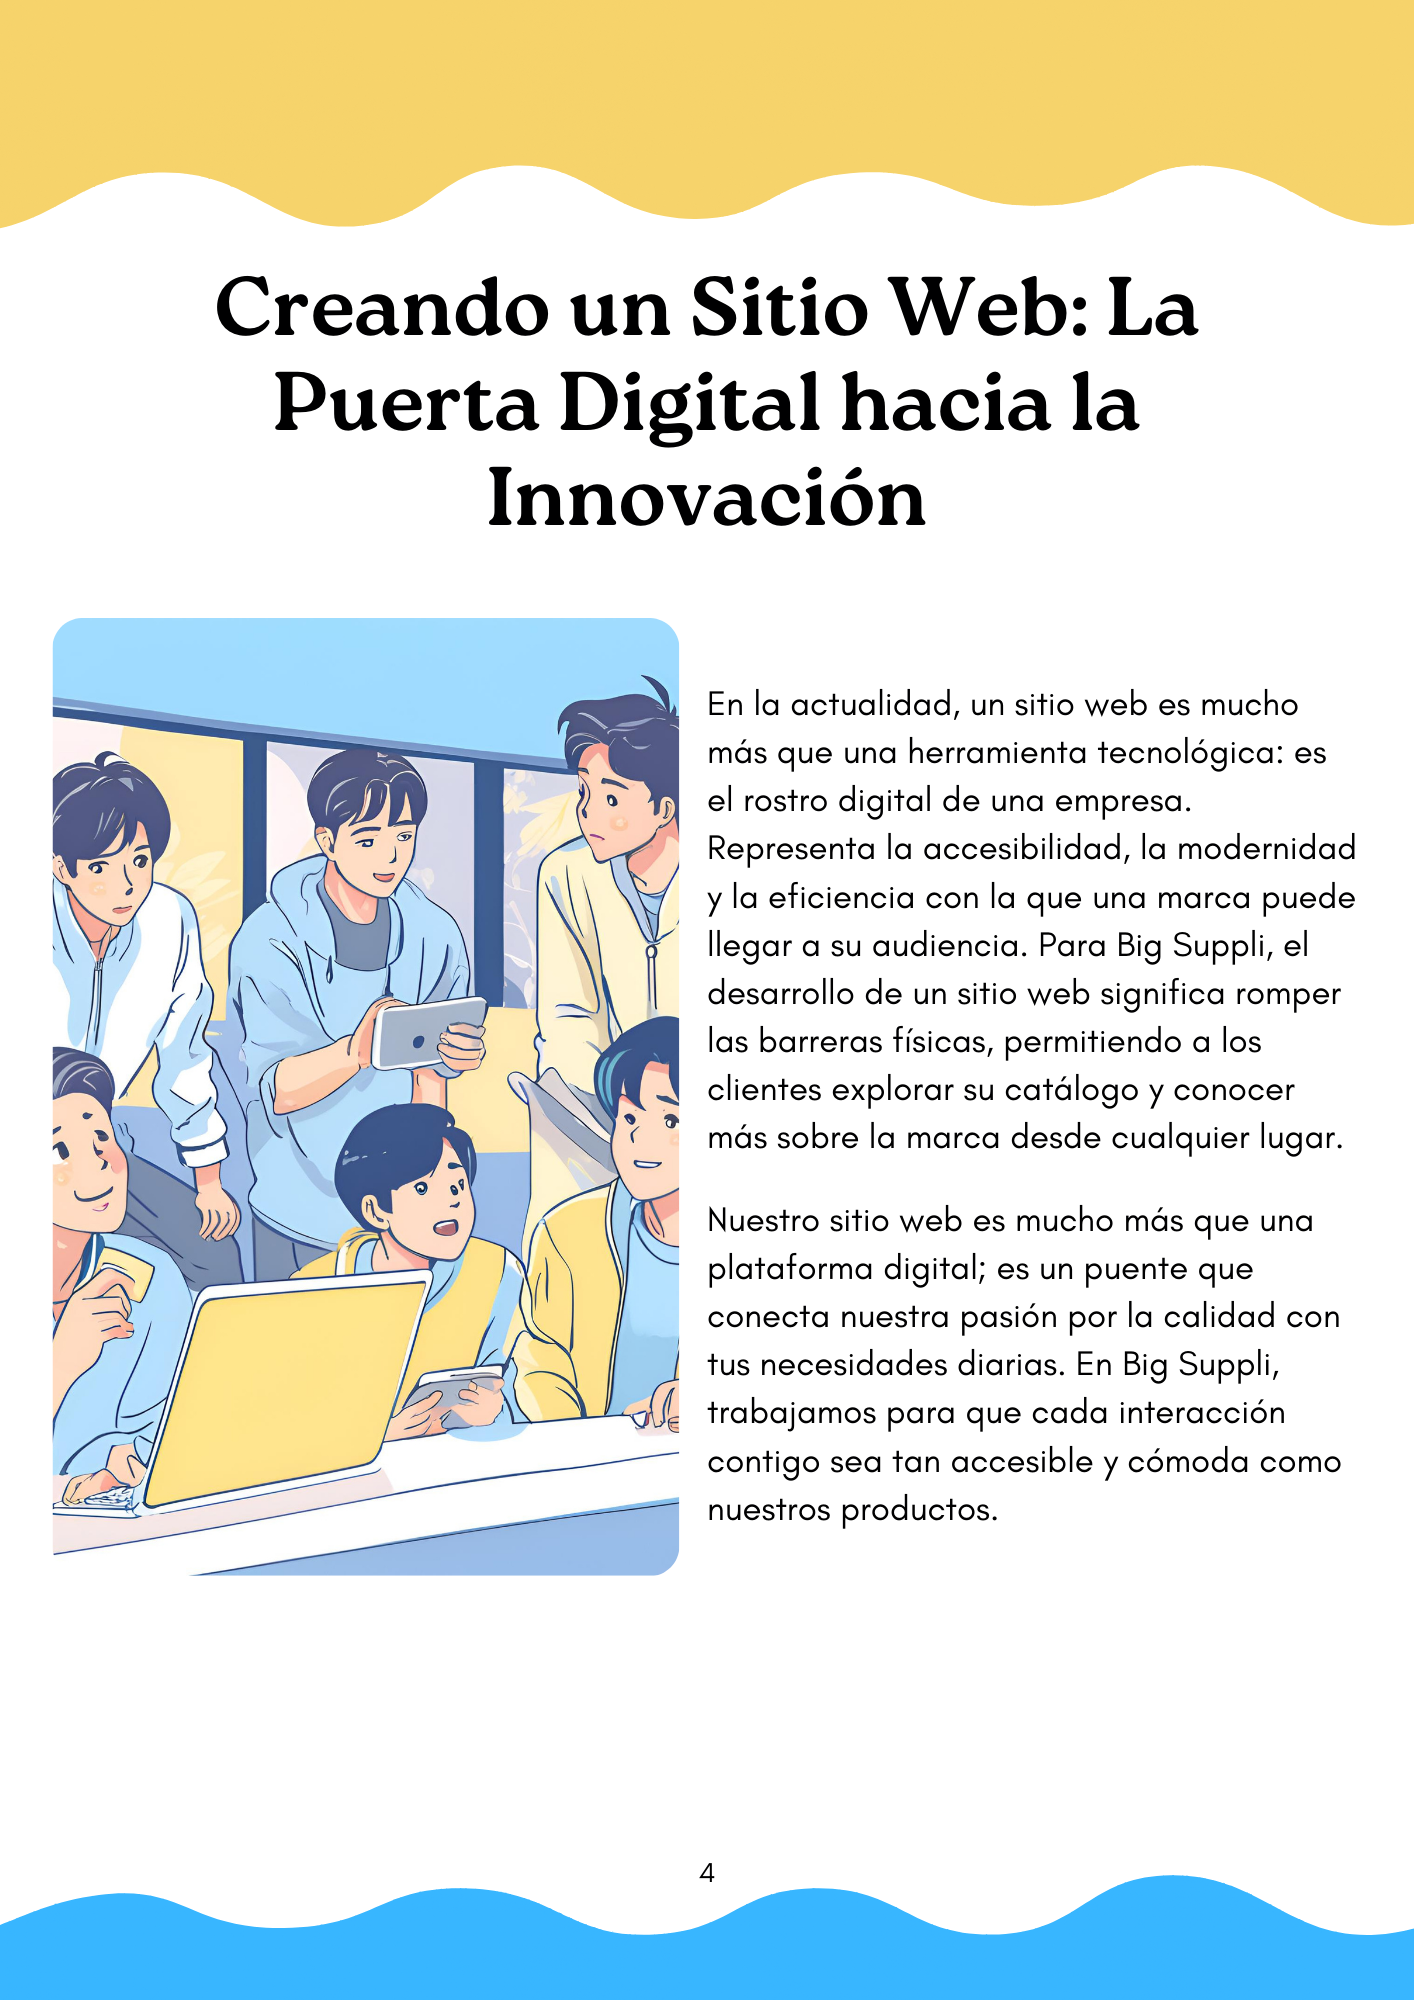 Creando un Sitio Web: La
Puerta Digital hacia la
Innovación
En la actualidad, un sitio web es mucho
más que una herramienta tecnológica: es
el rostro digital de una empresa.
Representa la accesibilidad, la modernidad
y la eficiencia con la que una marca puede
llegar a su audiencia. Para Big Suppli, el
desarrollo de un sitio web significa romper
las barreras físicas, permitiendo a los
clientes explorar su catálogo y conocer
más sobre la marca desde cualquier lugar.
Nuestro sitio web es mucho más que una
plataforma digital; es un puente que
conecta nuestra pasión por la calidad con
tus necesidades diarias. En Big Suppli,
trabajamos para que cada interacción
contigo sea tan accesible y cómoda como
nuestros productos.
4